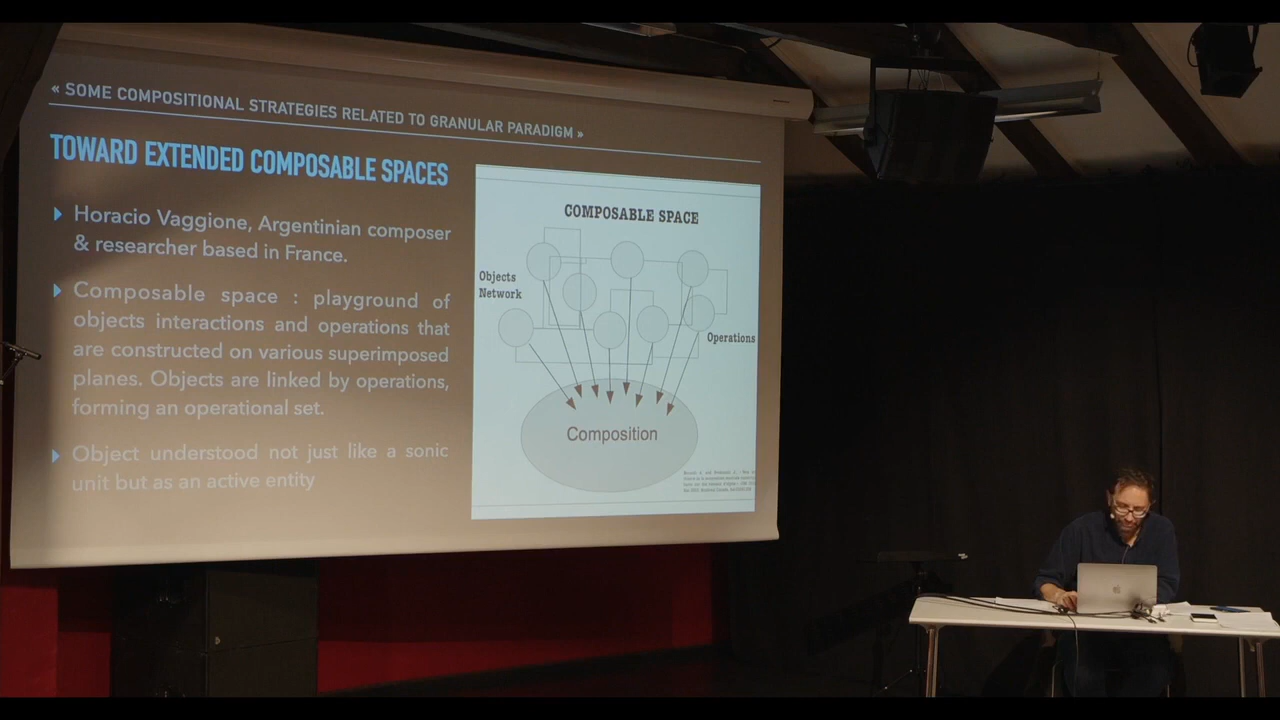 « SOME COMPOSITIONAL STRATEGIES RELATED TO GRANULAR PARADIGM »
TOWARD EXTENDED COMPOSABLE SPACES
Horacio Vaggione, Argentinian composer
& researcher based in France.
Composable space : playground of
objects interactions and operations that
are constructed on various superimposed
planes. Objects are linked by operations,
forming an operational set.
Object understood not just like a sonic
unit but as an active entity
COMPOSABLE SPACE
Objects
Network
Operations
Composition